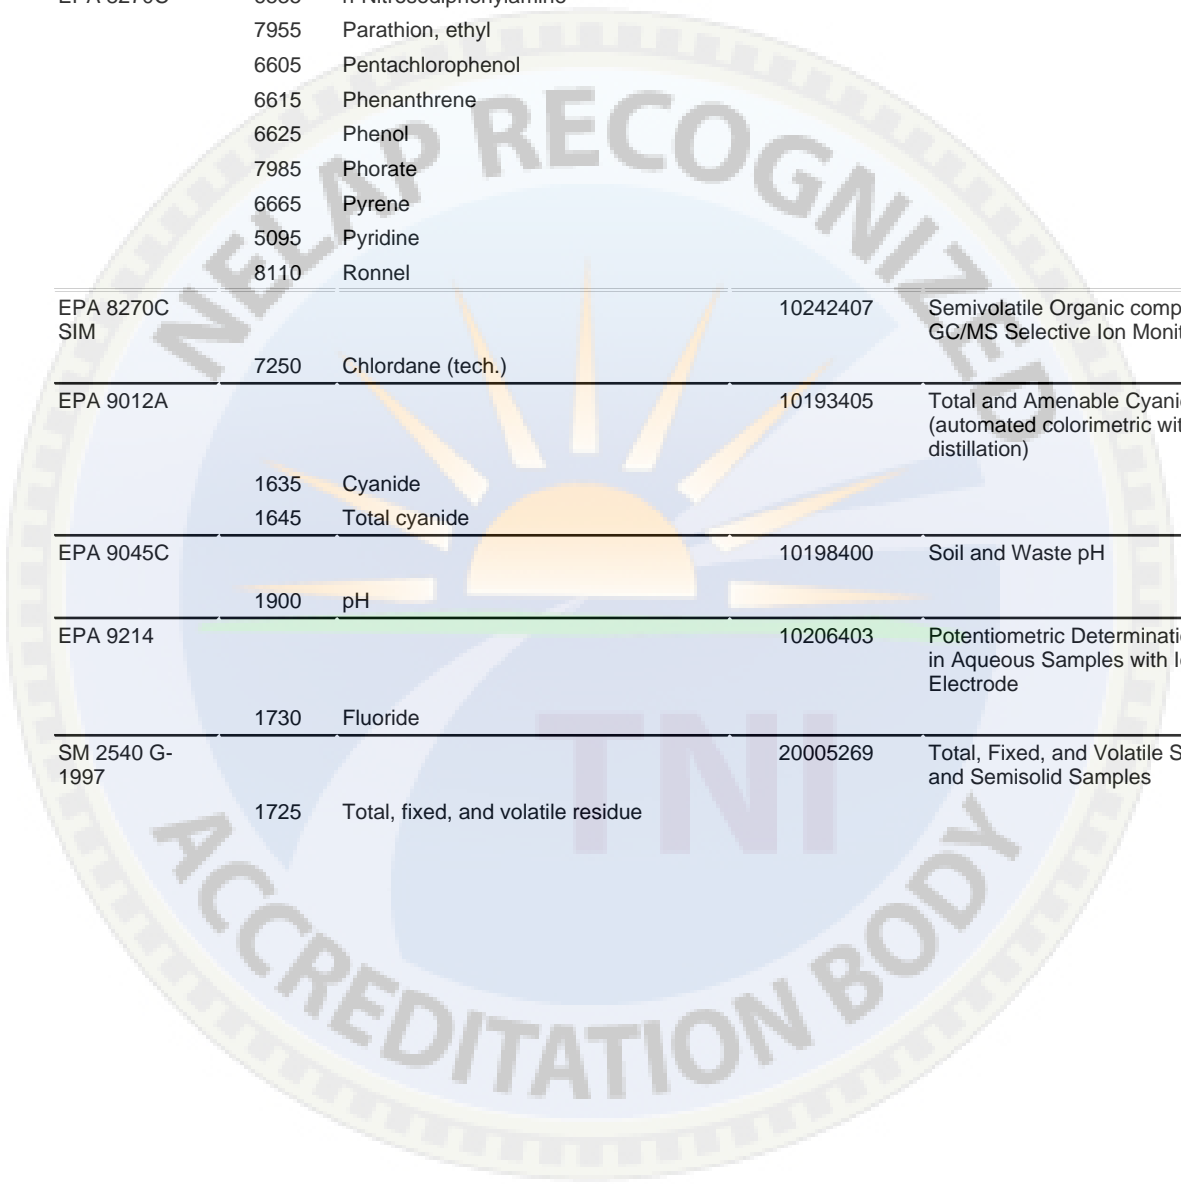 7955 Parathion, ethyl
6605 Pentachlorophenol
6615 Phenanthrene
6625 Phenol
7985 Phorate
6665 Pyrene
5095 Pyridine
8110 Ronnel
EPA 8270C 10242407 Semivolatile Organic comp
SIM GC/MS Selective Ion Monit
7250 Chlordane (tech.)
EPA 9012A 10193405 Total and Amenable Cyani
(automated colorimetric wit
distillation)
1635 Cyanide
1645 Total cyanide
EPA 9045C 10198400 Soil and Waste pH
1900 pH
EPA 9214 10206403 Potentiometric Determinati
in Aqueous Samples with I
Electrode
1730 Fluoride
SM 2540 G- 20005269 Total, Fixed, and Volatile S
1997 and Semisolid Samples
1725 Total, fixed, and volatile residue
NELAP RECOGNIZED
TNI
ACCREDITATION BODY